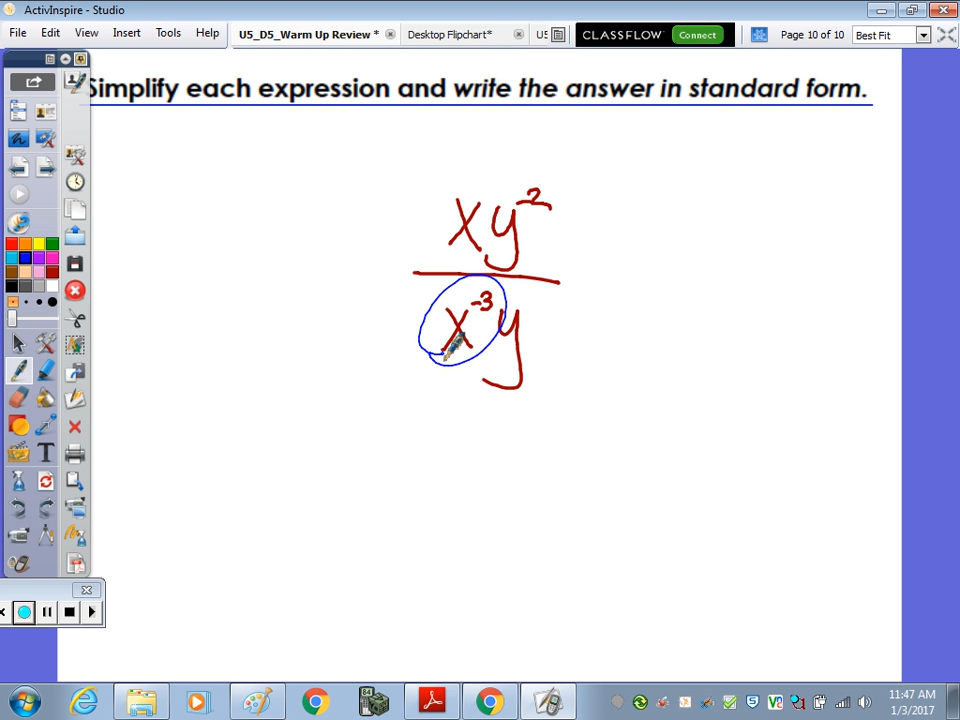 ActivInspire - Studio
File Edit View Insert Tools Help
U5_D5_Warm Up Review *
Desktop Flipchart*
CLASSFLOW Connect
Page 10 of 10
Best Fit
Simplify each expression and write the answer in standard form.
xy²
x⁻³y
T
84
11:47 AM
1/3/2017